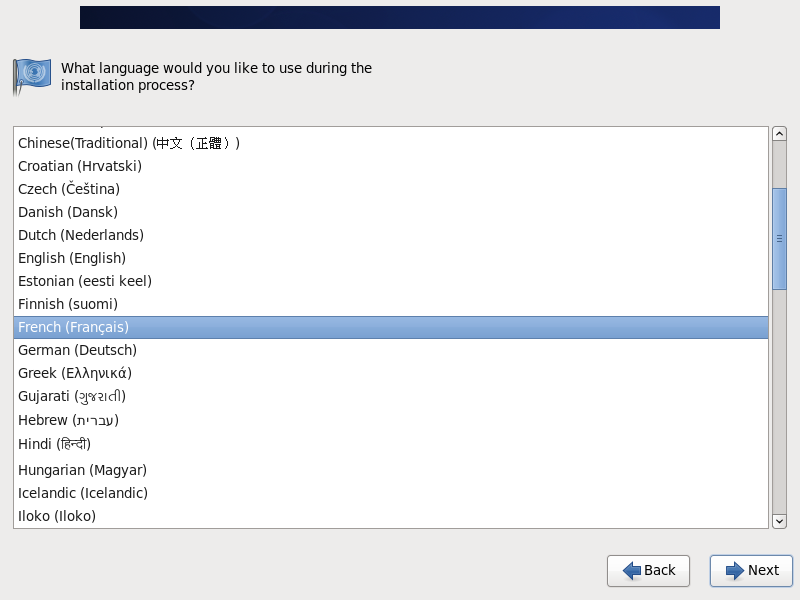 What language would you like to use during the
installation process?
Chinese(Traditional) (中文（正體）)
Croatian (Hrvatski)
Czech (Čeština)
Danish (Dansk)
Dutch (Nederlands)
English (English)
Estonian (eesti keel)
Finnish (suomi)
French (Français)
German (Deutsch)
Greek (Ελληνικά)
Gujarati (ગુજરાતી)
Hebrew (עברית)
Hindi (हिन्दी)
Hungarian (Magyar)
Icelandic (Icelandic)
Iloko (Iloko)
Back
Next